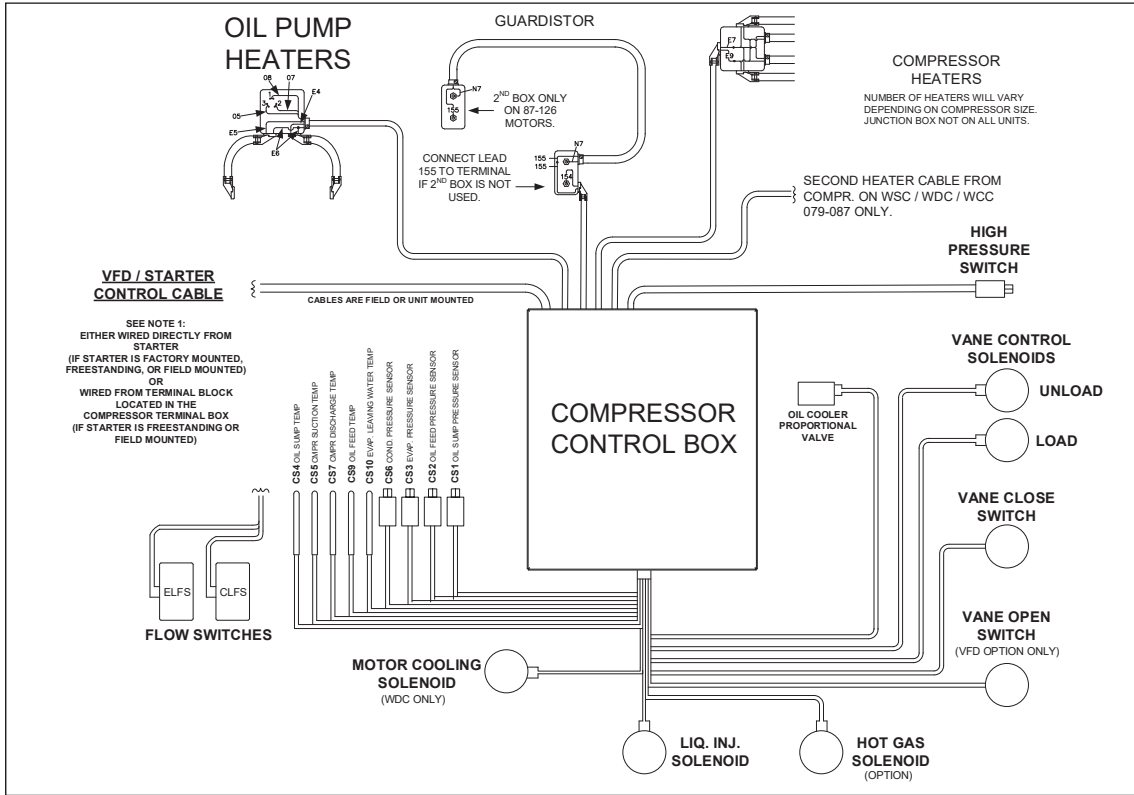 OIL PUMP
HEATERS
08
07
E4
1
3
2
05
E5
E6
GUARDISTOR
N7
155
2ND BOX ONLY
ON 87-126
MOTORS.
CONNECT LEAD
155 TO TERMINAL
IF 2ND BOX IS NOT
USED.
155
155
N7
154
E7
E9
COMPRESSOR
HEATERS
NUMBER OF HEATERS WILL VARY
DEPENDING ON COMPRESSOR SIZE.
JUNCTION BOX NOT ON ALL UNITS.
SECOND HEATER CABLE FROM
COMPR. ON WSC / WDC / WCC
079-087 ONLY.
HIGH
PRESSURE
SWITCH
VFD / STARTER
CONTROL CABLE
CABLES ARE FIELD OR UNIT MOUNTED
SEE NOTE 1:
EITHER WIRED DIRECTLY FROM
STARTER
(IF STARTER IS FACTORY MOUNTED,
FREESTANDING, OR FIELD MOUNTED)
OR
WIRED FROM TERMINAL BLOCK
LOCATED IN THE
COMPRESSOR TERMINAL BOX
(IF STARTER IS FREESTANDING OR
FIELD MOUNTED)
CS4 OIL SUMP TEMP
CS5 CMPR SUCTION TEMP
CS7 CMPR DISCHARGE TEMP
CS9 OIL FEED TEMP
CS10 EVAP. LEAVING WATER TEMP
CS6 COND. PRESSURE SENSOR
CS3 EVAP. PRESSURE SENSOR
CS2 OIL FEED PRESSURE SENSOR
CS1 OIL SUMP PRESSURE SENSOR
COMPRESSOR
CONTROL BOX
OIL COOLER
PROPORTIONAL
VALVE
VANE CONTROL
SOLENOIDS
UNLOAD
LOAD
VANE CLOSE
SWITCH
VANE OPEN
SWITCH
(VFD OPTION ONLY)
ELFS
CLFS
FLOW SWITCHES
MOTOR COOLING
SOLENOID
(WDC ONLY)
LIQ. INJ.
SOLENOID
HOT GAS
SOLENOID
(OPTION)